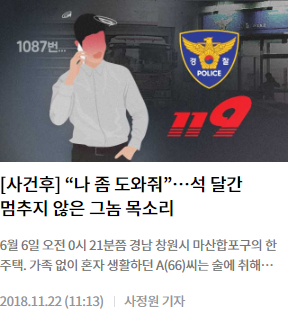 1087번...
경찰
POLICE
119
[사건후] “나 좀 도와줘”…석 달간
멈추지 않은 그놈 목소리
6월 6일 오전 0시 21분쯤 경남 창원시 마산합포구의 한
주택. 가족 없이 혼자 생활하던 A(66)씨는 술에 취해…
2018.11.22 (11:13) | 사정원 기자